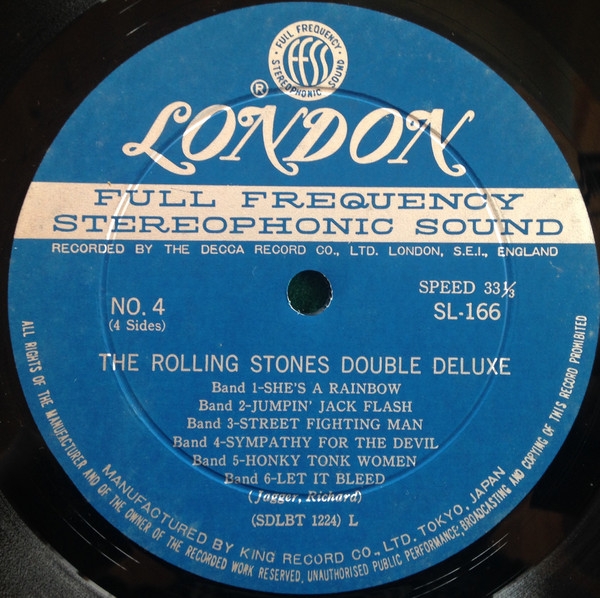 FULL FREQUENCY
FFSS
STEREOPHONIC SOUND
®
LONDON
FULL FREQUENCY
STEREOPHONIC SOUND
RECORDED BY THE DECCA RECORD CO., LTD. LONDON, S.E.I., ENGLAND
SPEED 33⅓
NO. 4
(4 Sides)
SL-166
THE ROLLING STONES DOUBLE DELUXE
Band 1-SHE'S A RAINBOW
Band 2-JUMPIN' JACK FLASH
Band 3-STREET FIGHTING MAN
Band 4-SYMPATHY FOR THE DEVIL
Band 5-HONKY TONK WOMEN
Band 6-LET IT BLEED
(Jagger, Richard)
(SDLBT 1224) L
MANUFACTURED BY KING RECORD CO., LTD. TOKYO, JAPAN
ALL RIGHTS OF THE MANUFACTURER AND OF THE OWNER OF THE RECORDED WORK RESERVED, UNAUTHORISED PUBLIC PERFORMANCE; BROADCASTING AND COPYING OF THIS RECORD PROHIBITED